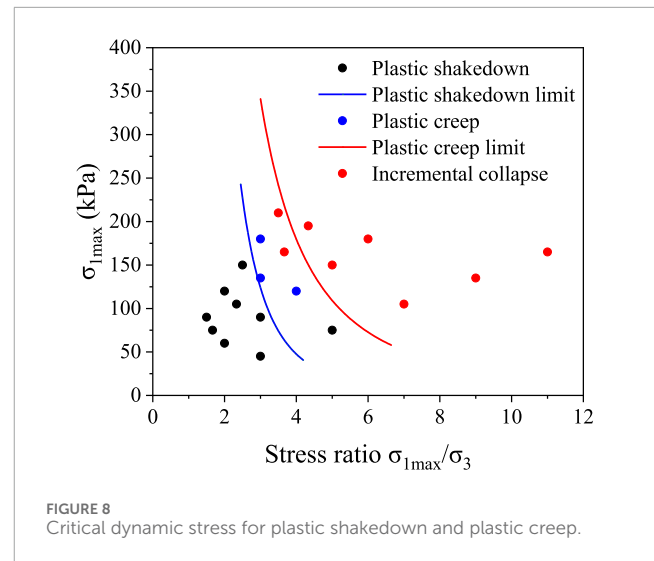 400
350
300
250
200
150
100
50
0
σ1max (kPa)
Plastic shakedown
Plastic shakedown limit
Plastic creep
Plastic creep limit
Incremental collapse
0 2 4 6 8 10 12
Stress ratio σ1max/σ3
FIGURE 8
Critical dynamic stress for plastic shakedown and plastic creep.